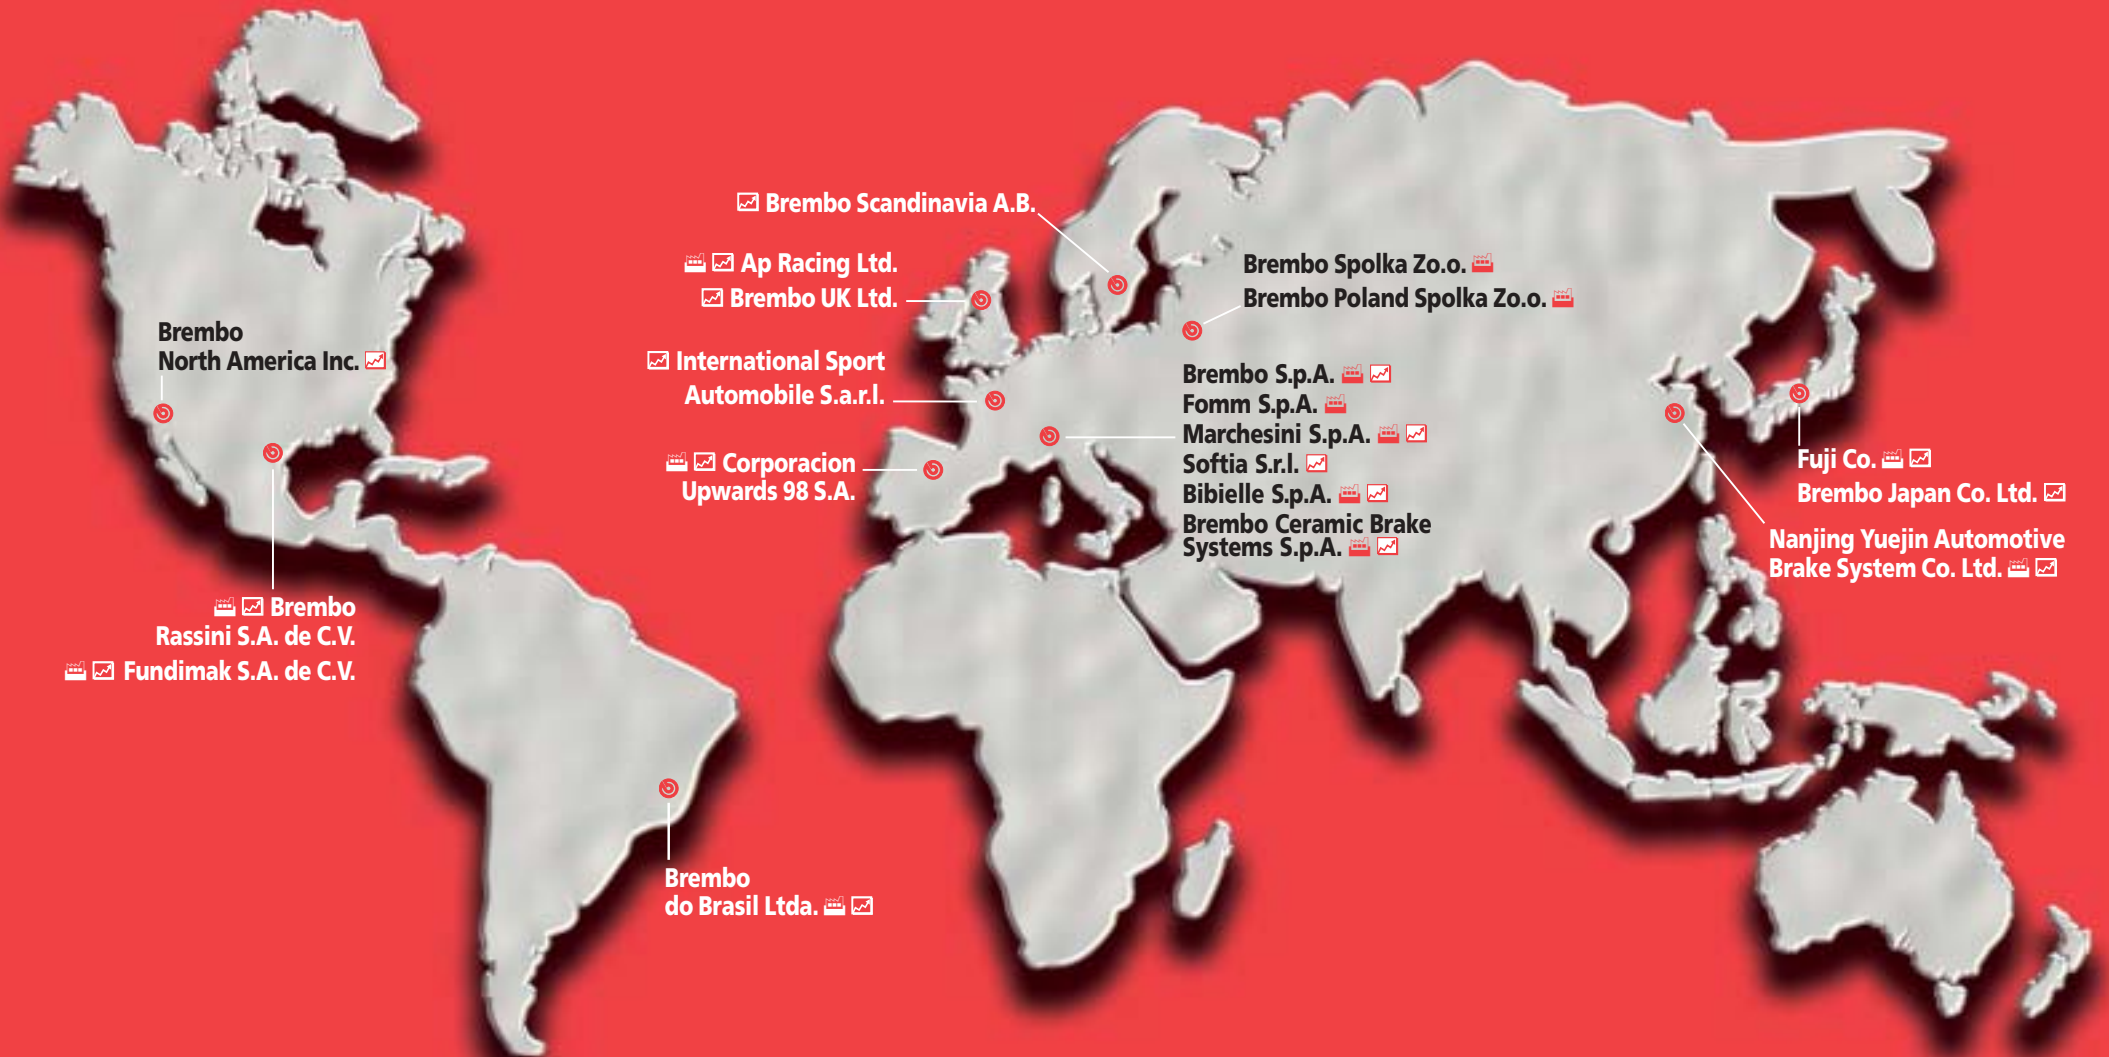 Brembo Scandinavia A.B.
Ap Racing Ltd.
Brembo UK Ltd.
Brembo Spolka Zo.o.
Brembo Poland Spolka Zo.o.
Brembo
North America Inc.
International Sport
Automobile S.a.r.l.
Brembo S.p.A.
Fomm S.p.A.
Marchesini S.p.A.
Softia S.r.l.
Bibielle S.p.A.
Brembo Ceramic Brake
Systems S.p.A.
Corporacion
Upwards 98 S.A.
Fuji Co.
Brembo Japan Co. Ltd.
Nanjing Yuejin Automotive
Brake System Co. Ltd.
Brembo
Rassini S.A. de C.V.
Fundimak S.A. de C.V.
Brembo
do Brasil Ltda.